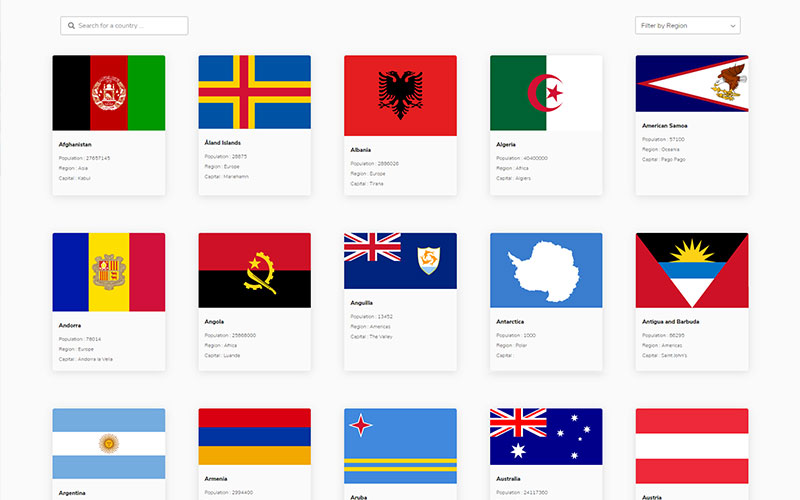 Search for a country ...
Filter by Region
Afghanistan
Population : 27657145
Region : Asia
Capital : Kabul
Åland Islands
Population : 28875
Region : Europe
Capital : Mariehamn
Albania
Population : 2886026
Region : Europe
Capital : Tirana
Algeria
Population : 40400000
Region : Africa
Capital : Algiers
American Samoa
Population : 57100
Region : Oceania
Capital : Pago Pago
Andorra
Population : 78014
Region : Europe
Capital : Andorra la Vella
Angola
Population : 25868000
Region : Africa
Capital : Luanda
Anguilla
Population : 13452
Region : Americas
Capital : The Valley
Antarctica
Population : 1000
Region : Polar
Capital :
Antigua and Barbuda
Population : 86295
Region : Americas
Capital : Saint John's
Argentina
Armenia
Population : 2994400
Aruba
Australia
Population : 24117360
Austria